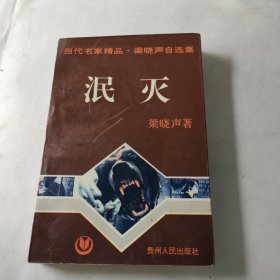 当代名家精品·梁晓声自选集
泯灭
梁晓声著
贵州人民出版社